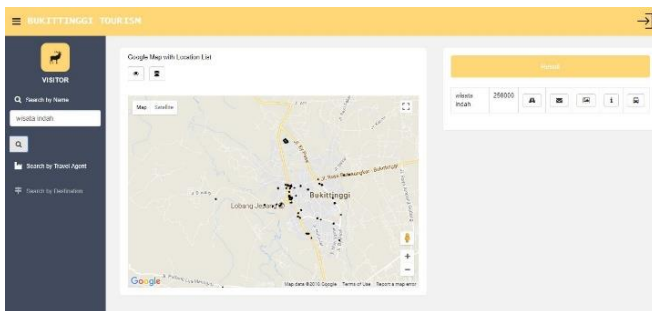 BUKITTINGGI TOURISM
VISITOR
Search by Name
wisata indah
Search by Travel Agent
Search by Destination
Google Map with Location List
Map Satellite
Bukittinggi
Lobang Jepang
Google
Map data ©2018 Google Terms of Use Report a map error
Result
wisata
indah
250000
i